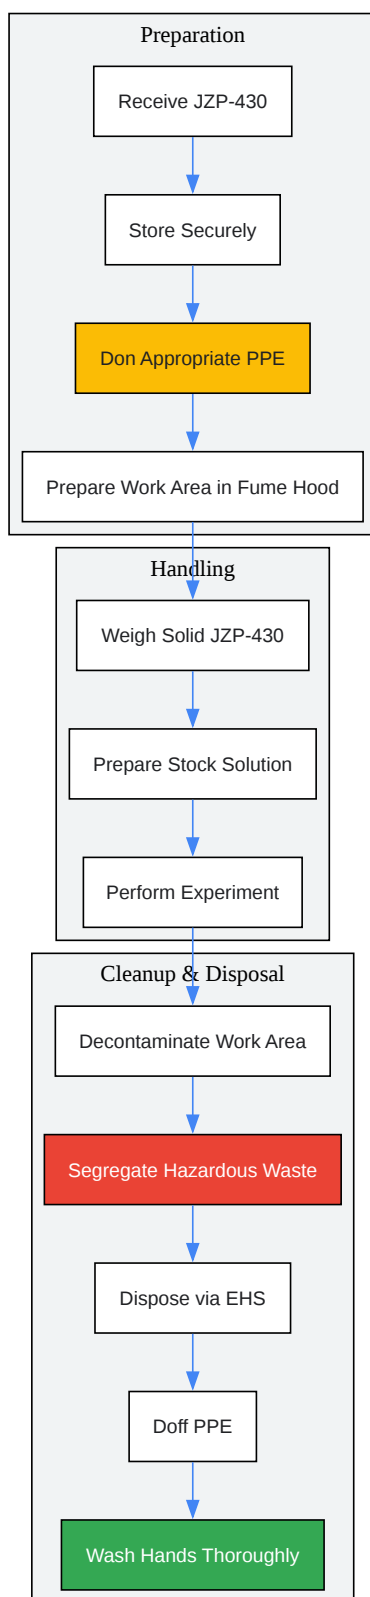 Preparation
Receive JZP-430
Store Securely
Don Appropriate PPE
Prepare Work Area in Fume Hood
Handling
Weigh Solid JZP-430
Prepare Stock Solution
Perform Experiment
Cleanup & Disposal
Decontaminate Work Area
Segregate Hazardous Waste
Dispose via EHS
Doff PPE
Wash Hands Thoroughly